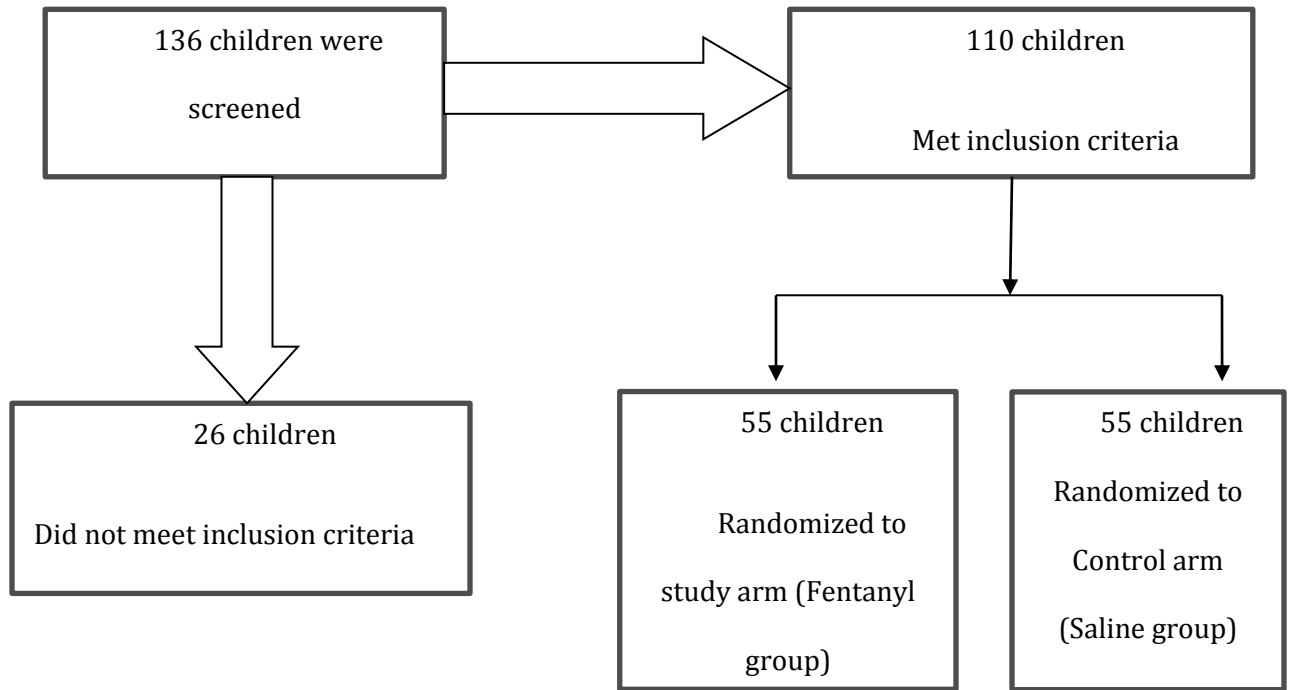 136 children were
screened
110 children
Met inclusion criteria
26 children
Did not meet inclusion criteria
55 children
Randomized to
study arm (Fentanyl
group)
55 children
Randomized to
Control arm
(Saline group)